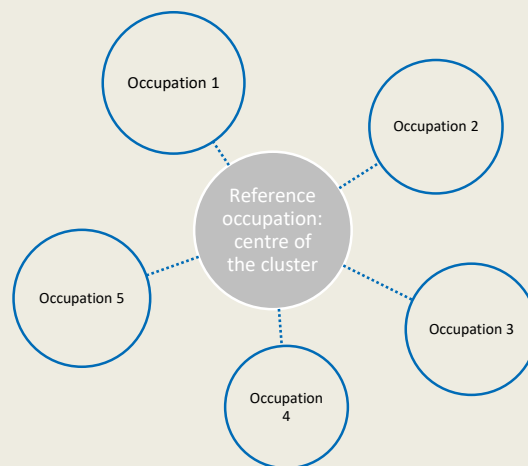 Occupation 1
Occupation 2
Reference
occupation:
centre of
the cluster
Occupation 5
Occupation 3
Occupation
4